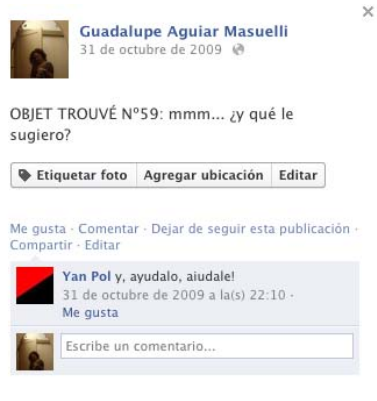 Guadalupe Aguiar Masuelli
31 de octubre de 2009
OBJET TROUVÉ Nº59: mmm... ¿y qué le
sugiero?
Etiquetar foto Agregar ubicación Editar
Me gusta · Comentar · Dejar de seguir esta publicación ·
Compartir · Editar
Yan Pol y, ayudalo, aiudale!
31 de octubre de 2009 a la(s) 22:10 ·
Me gusta
Escribe un comentario...